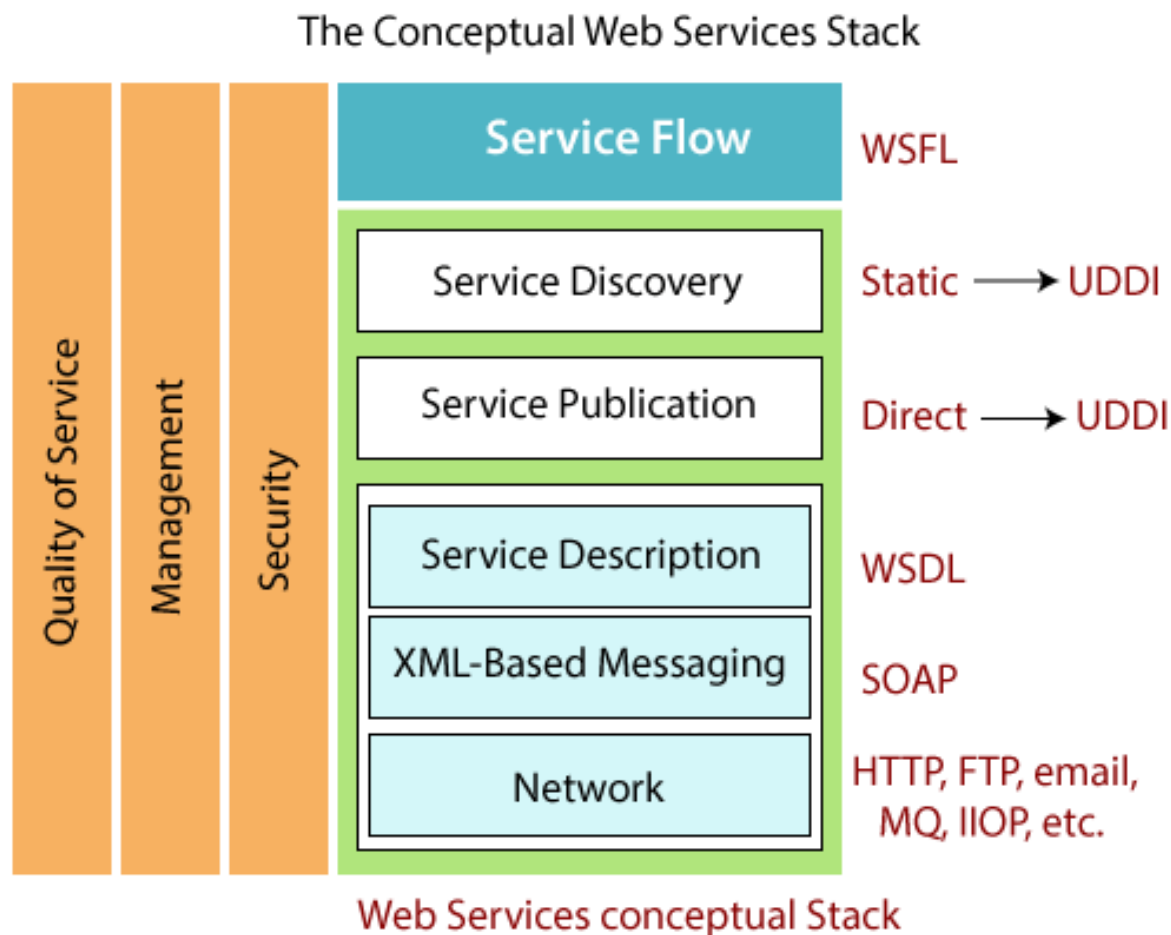 The Conceptual Web Services Stack
Quality of Service
Management
Security
Service Flow
WSFL
Service Discovery
Static → UDDI
Service Publication
Direct → UDDI
Service Description
WSDL
XML-Based Messaging
SOAP
Network
HTTP, FTP, email,
MQ, IIOP, etc.
Web Services conceptual Stack